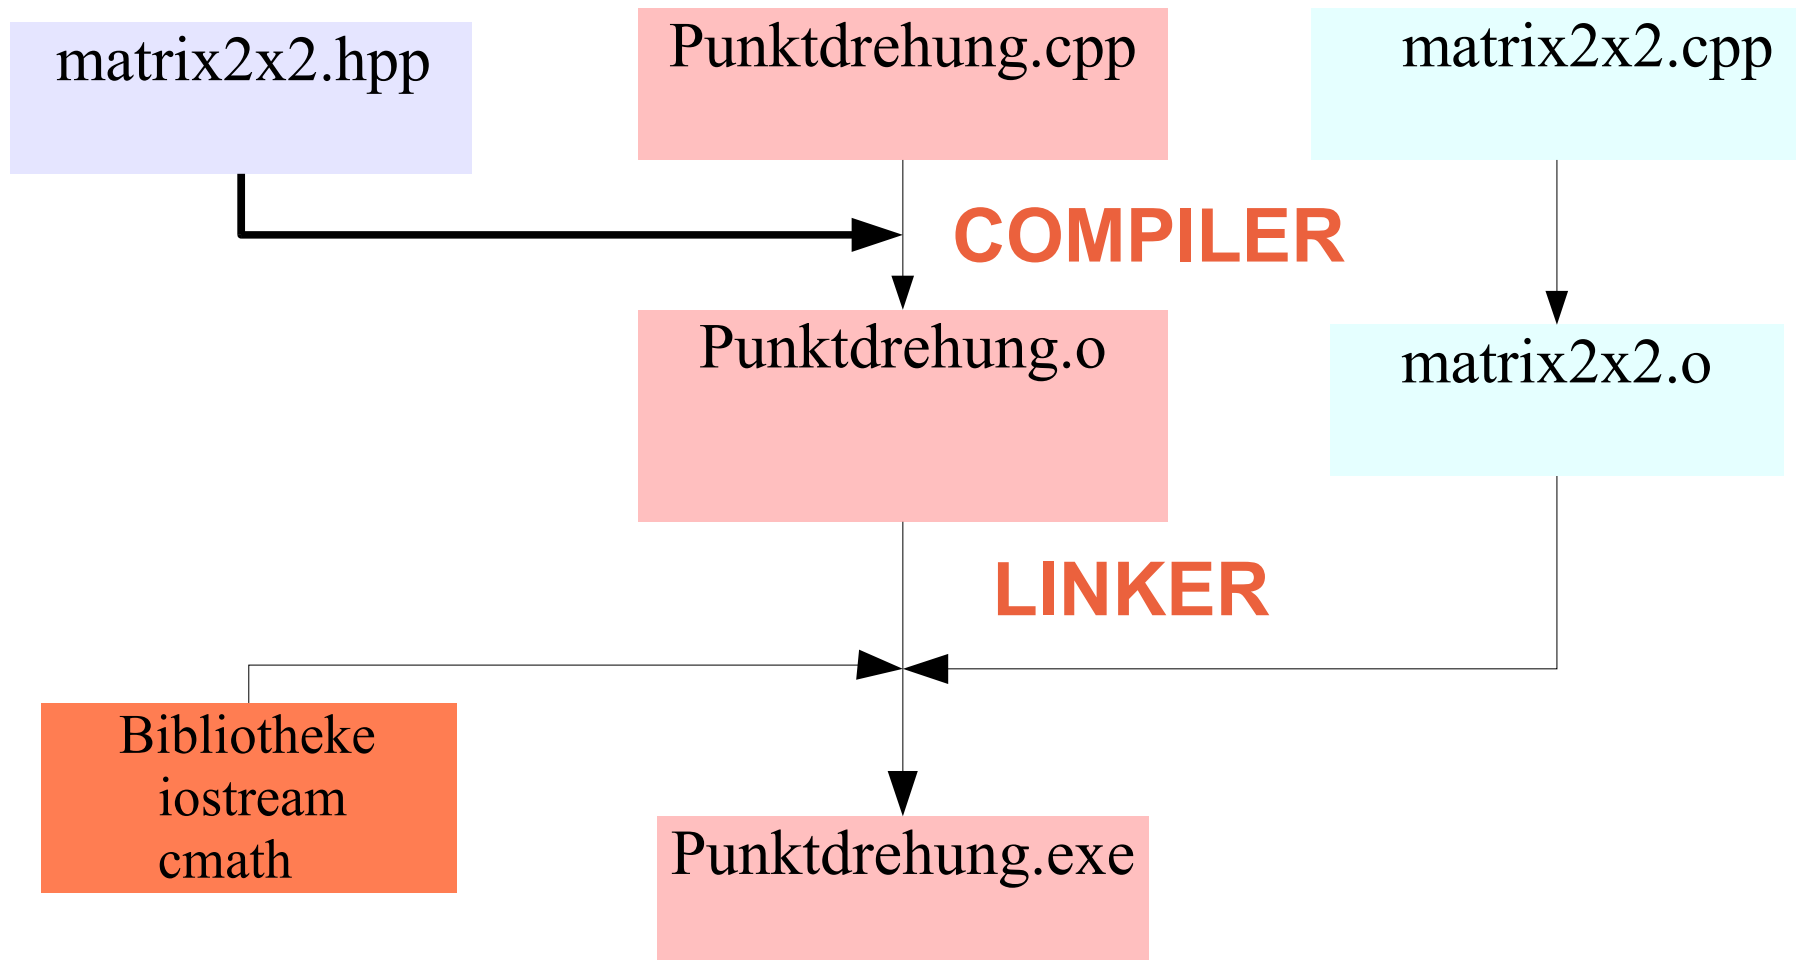 matrix2x2.hpp
Punktdrehung.cpp
matrix2x2.cpp
COMPILER
Punktdrehung.o
matrix2x2.o
LINKER
Bibliotheke
iostream
cmath
Punktdrehung.exe